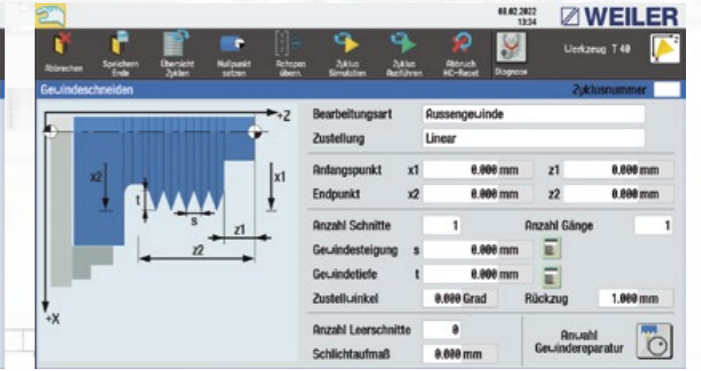 08.02.2022
13:34
WEILER
Abbrechen
Speichern Ende
Übersicht Zyklen
Nullpunkt setzen
Achspos übern.
Zyklus Simulation
Zyklus Ausführen
Abbruch NC-Reset
Diagnose
Werkzeug T 40
2
Gewindeschneiden
Zyklusnummer
+Z
x2
x1
t
s
z1
z2
+X
Bearbeitungsart Aussengewinde
Zustellung Linear
Anfangspunkt x1 0.000 mm z1 0.000 mm
Endpunkt x2 0.000 mm z2 0.000 mm
Anzahl Schnitte 1 Anzahl Gänge 1
Gewindesteigung s 0.000 mm
Gewindetiefe t 0.000 mm
Zustellwinkel 0.000 Grad Rückzug 1.000 mm
Anzahl Leerschnitte 0
Schlichtaufmaß 0.000 mm
Anwahl
Gewindereparatur